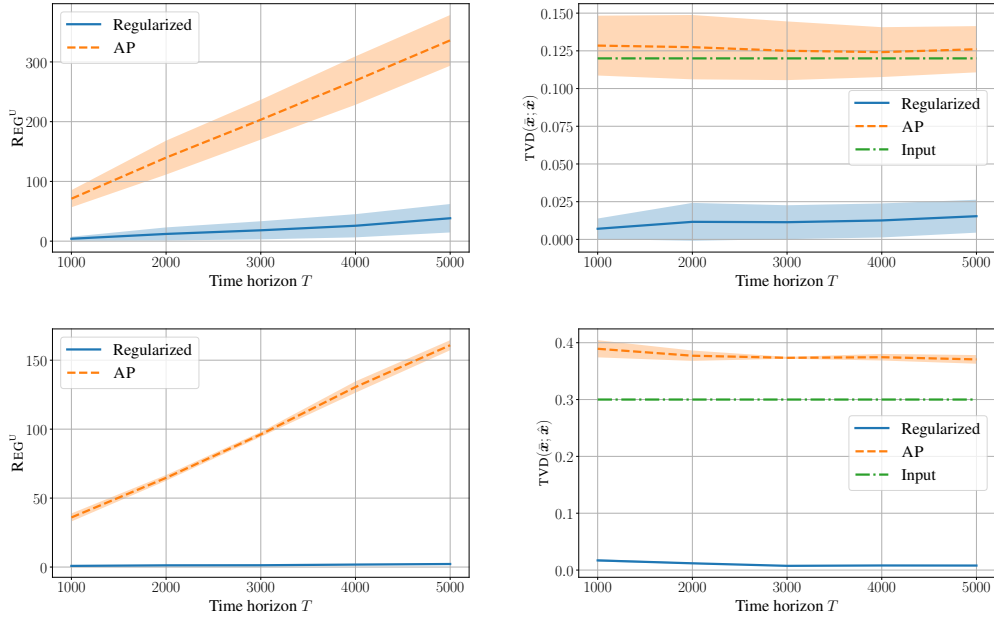 Regularized
AP
REGᵁ
300
200
100
0
1000 2000 3000 4000 5000
Time horizon T
0.150
0.125
0.100
0.075
0.050
0.025
0.000
TVD(x̄; x̂)
Regularized
AP
Input
1000 2000 3000 4000 5000
Time horizon T
Regularized
AP
REGᵁ
150
100
50
0
1000 2000 3000 4000 5000
Time horizon T
0.4
0.3
0.2
0.1
0.0
TVD(x̄; x̂)
Regularized
AP
Input
1000 2000 3000 4000 5000
Time horizon T